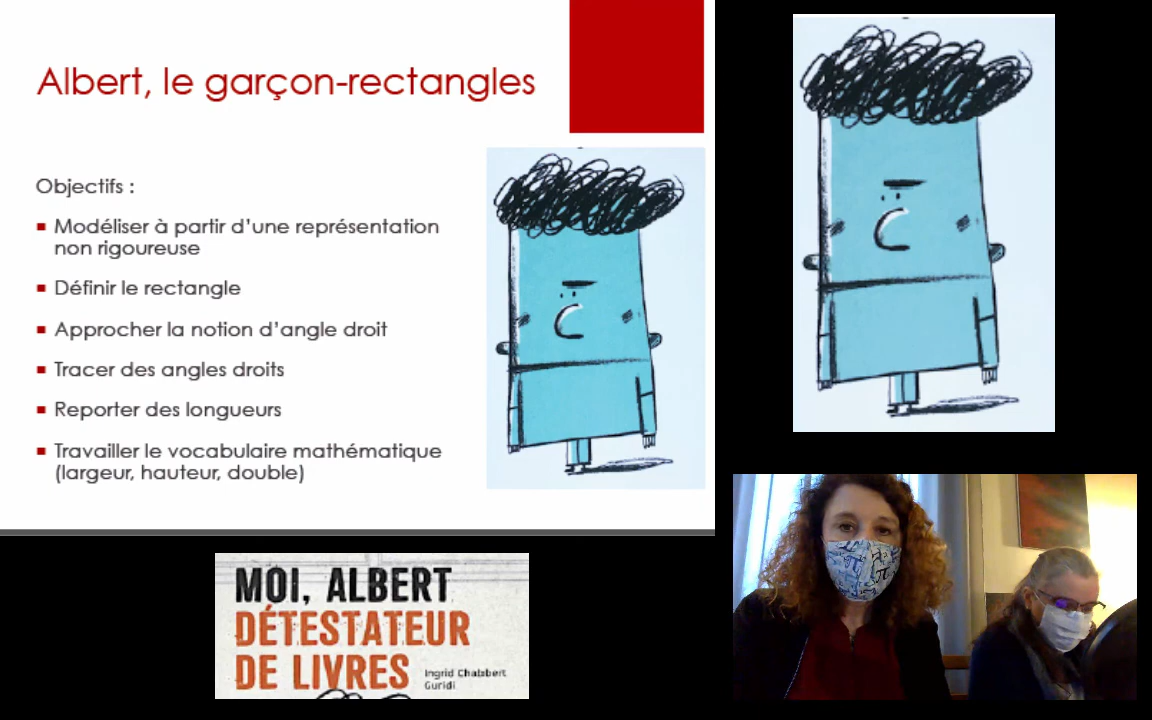 Albert, le garçon-rectangles
Objectifs :
Modéliser à partir d'une représentation
non rigoureuse
Définir le rectangle
Approcher la notion d'angle droit
Tracer des angles droits
Reporter des longueurs
Travailler le vocabulaire mathématique
(largeur, hauteur, double)
MOI, ALBERT
DÉTESTATEUR
DE LIVRES
Ingrid Chabbert
Guridi